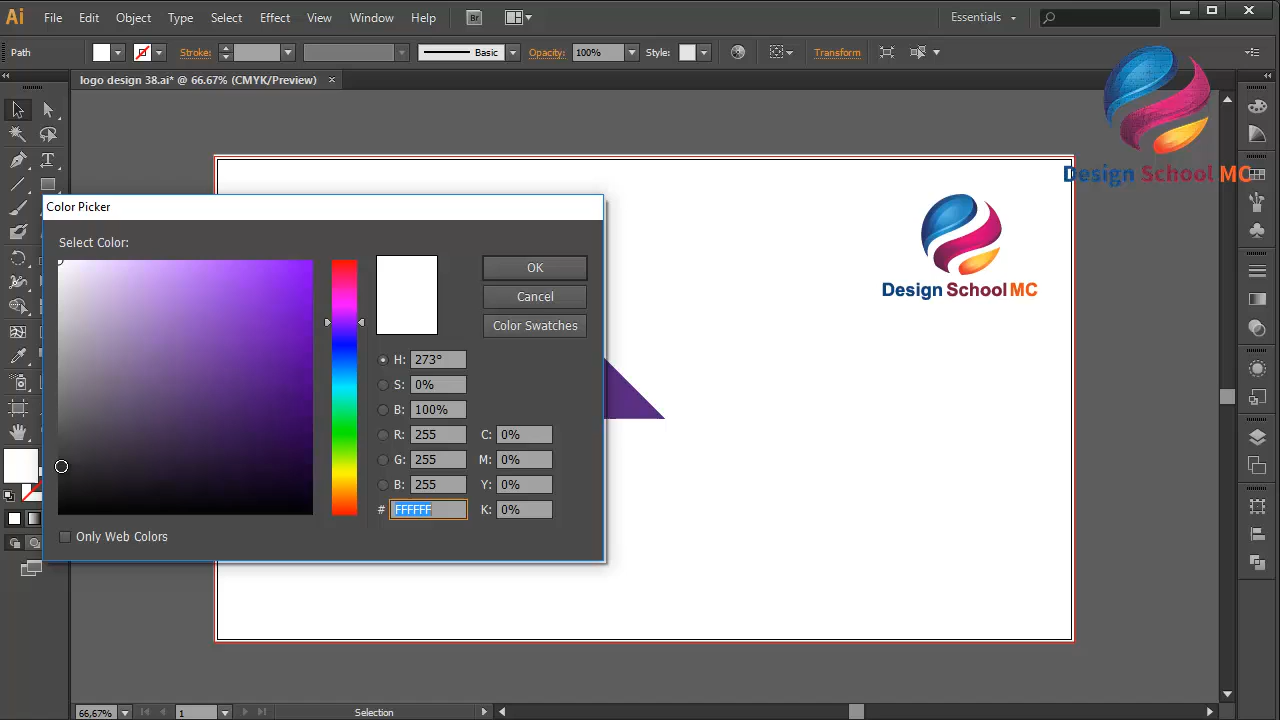 Ai File Edit Object Type Select Effect View Window Help Br Essentials
Path Stroke: Basic Opacity: 100% Style: Transform
logo design 38.ai* @ 66.67% (CMYK/Preview) ×
Design School MC
Color Picker
Select Color:
OK
Cancel
Color Swatches
Design School MC
H: 273°
S: 0%
B: 100%
R: 255 C: 0%
G: 255 M: 0%
B: 255 Y: 0%
# FFFFFF K: 0%
Only Web Colors
66,67% 1 Selection